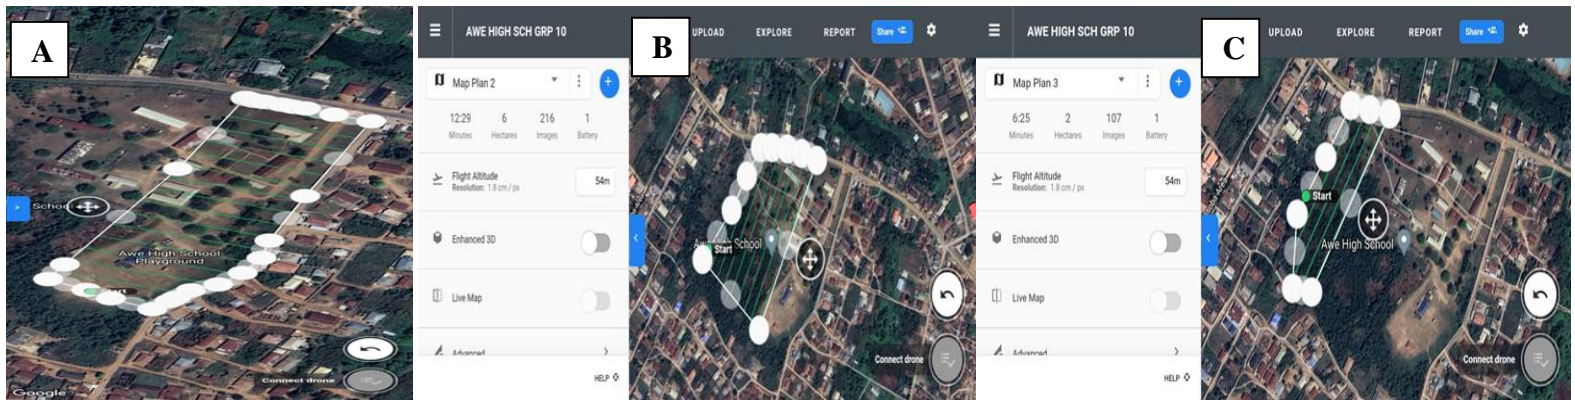 A
School
Awe High School
Playground
Start
Connect drone
Google
AWE HIGH SCH GRP 10
B
UPLOAD
EXPLORE
REPORT
Share
Map Plan 2
12:29 6 216 1
Minutes Hectares Images Battery
Flight Altitude
Resolution: 1.8 cm / px
54m
Enhanced 3D
Live Map
Advanced
HELP
Awe High School
Start
Connect drone
AWE HIGH SCH GRP 10
C
UPLOAD
EXPLORE
REPORT
Share
Map Plan 3
6:25 2 107 1
Minutes Hectares Images Battery
Flight Altitude
Resolution: 1.8 cm / px
54m
Enhanced 3D
Live Map
Advanced
HELP
Start
Awe High School
Connect drone